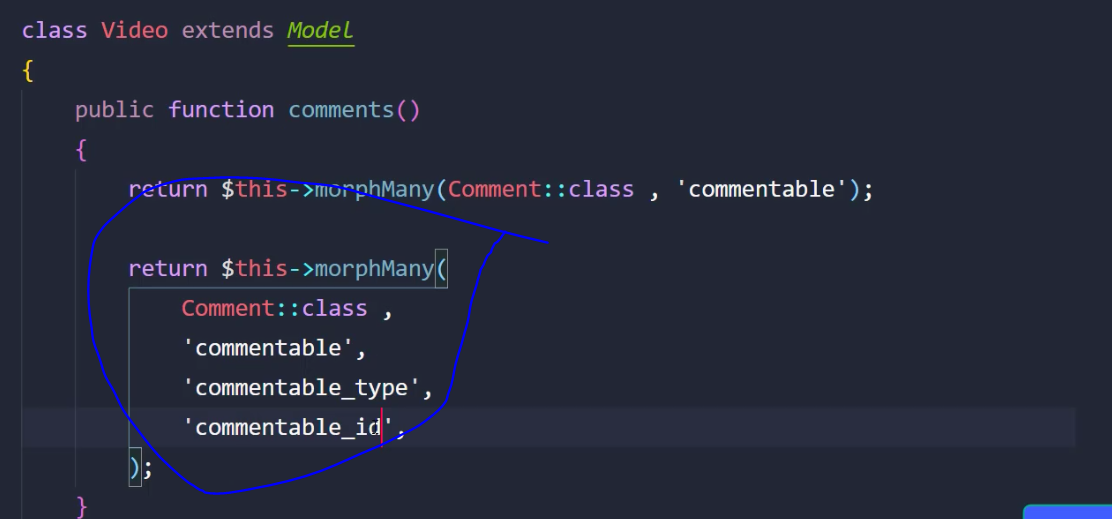 class Video extends Model
{
public function comments()
{
return $this->morphMany(Comment::class , 'commentable');
return $this->morphMany(
Comment::class ,
'commentable',
'commentable_type',
'commentable_id',
);
}